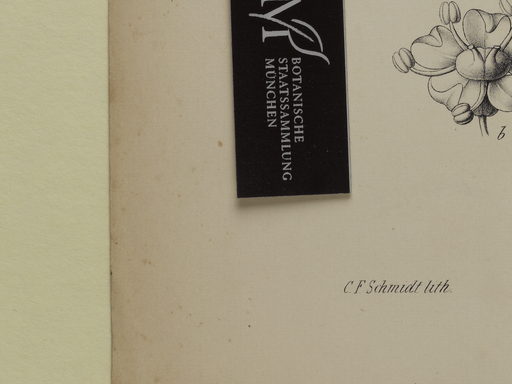 M
BOTANISCHE
STAATSSAMMLUNG
MÜNCHEN
b
C. F. Schmidt lith.